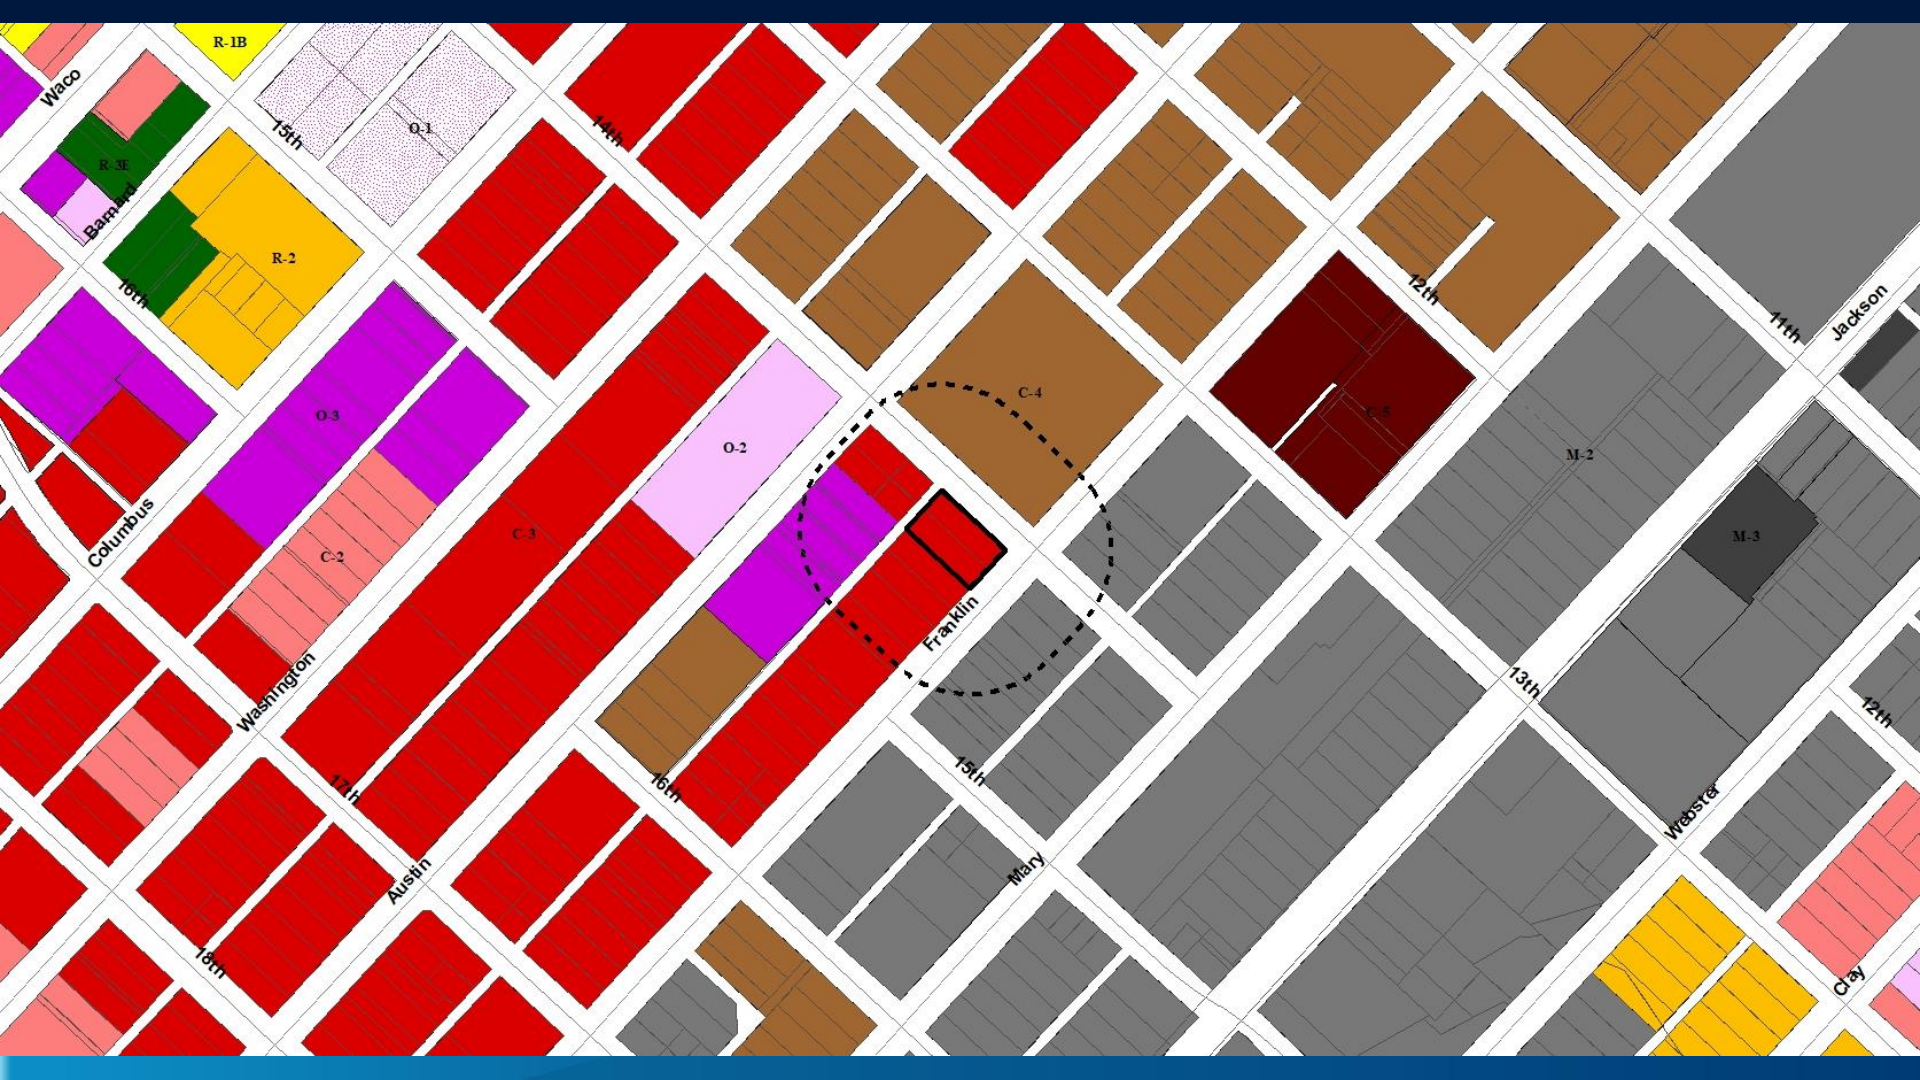 R-1B
Waco
15th
O-1
14th
R-3E
Barnard
R-2
16th
12th
11th
Jackson
C-4
O-3
C-5
O-2
M-2
Columbus
C-3
M-3
C-2
Franklin
Washington
13th
12th
17th
16th
15th
Webster
Austin
Mary
18th
Clay